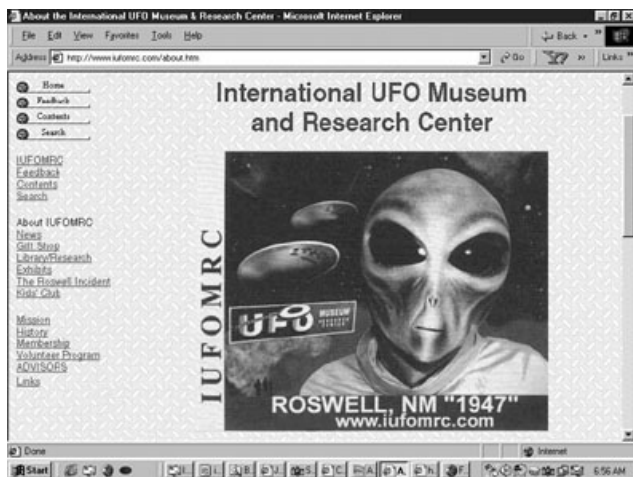 About the International UFO Museum & Research Center - Microsoft Internet Explorer
File Edit View Favorites Tools Help
Back
Address http://www.iufomrc.com/about.htm
Go
Links
Home
Feedback
Contents
Search
IUFOMRC
Feedback
Contents
Search
About IUFOMRC
News
Gift Shop
Library/Research
Exhibits
The Roswell Incident
Kids' Club
Mission
History
Membership
Volunteer Program
ADVISORS
Links
International UFO Museum
and Research Center
IUFOMRC
UFO MUSEUM
ROSWELL, NM "1947"
www.iufomrc.com
Done
Internet
Start
6:56 AM